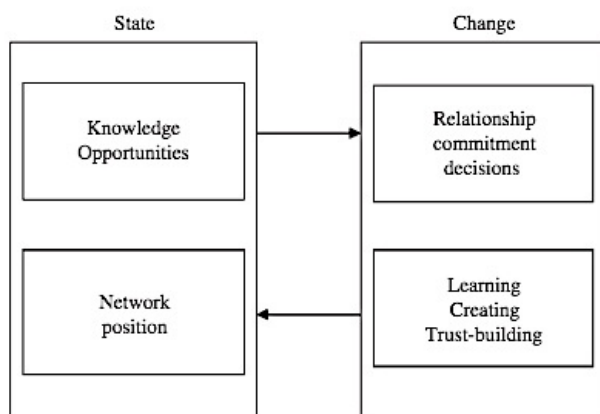 State
Change
Knowledge
Opportunities
Relationship
commitment
decisions
Network
position
Learning
Creating
Trust-building